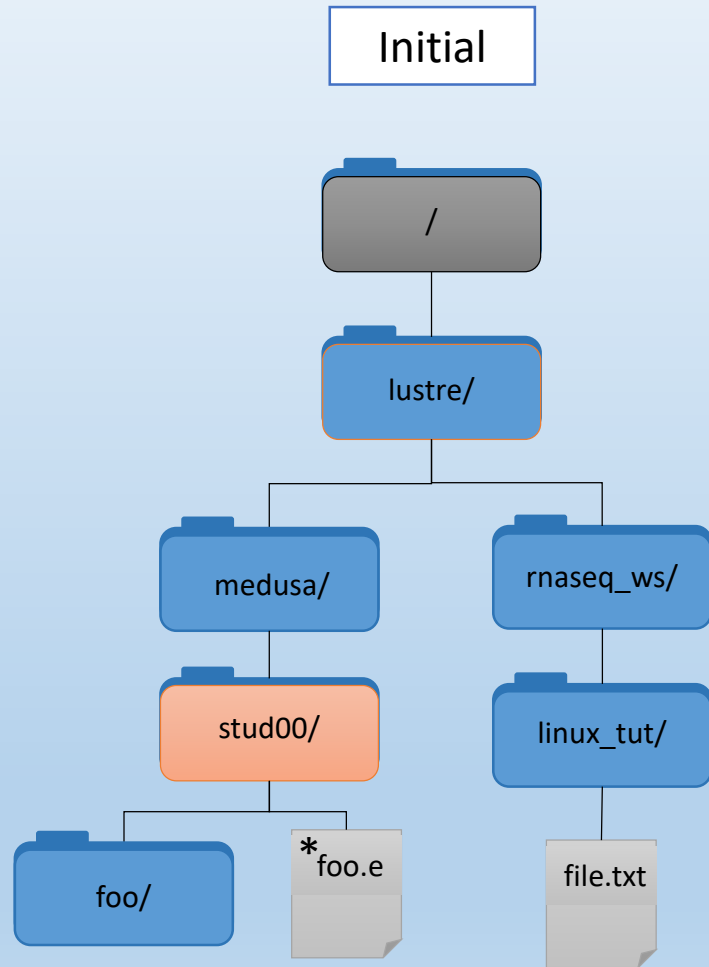 Initial
/
lustre/
medusa/
rnaseq_ws/
stud00/
linux_tut/
foo/
*foo.e
file.txt